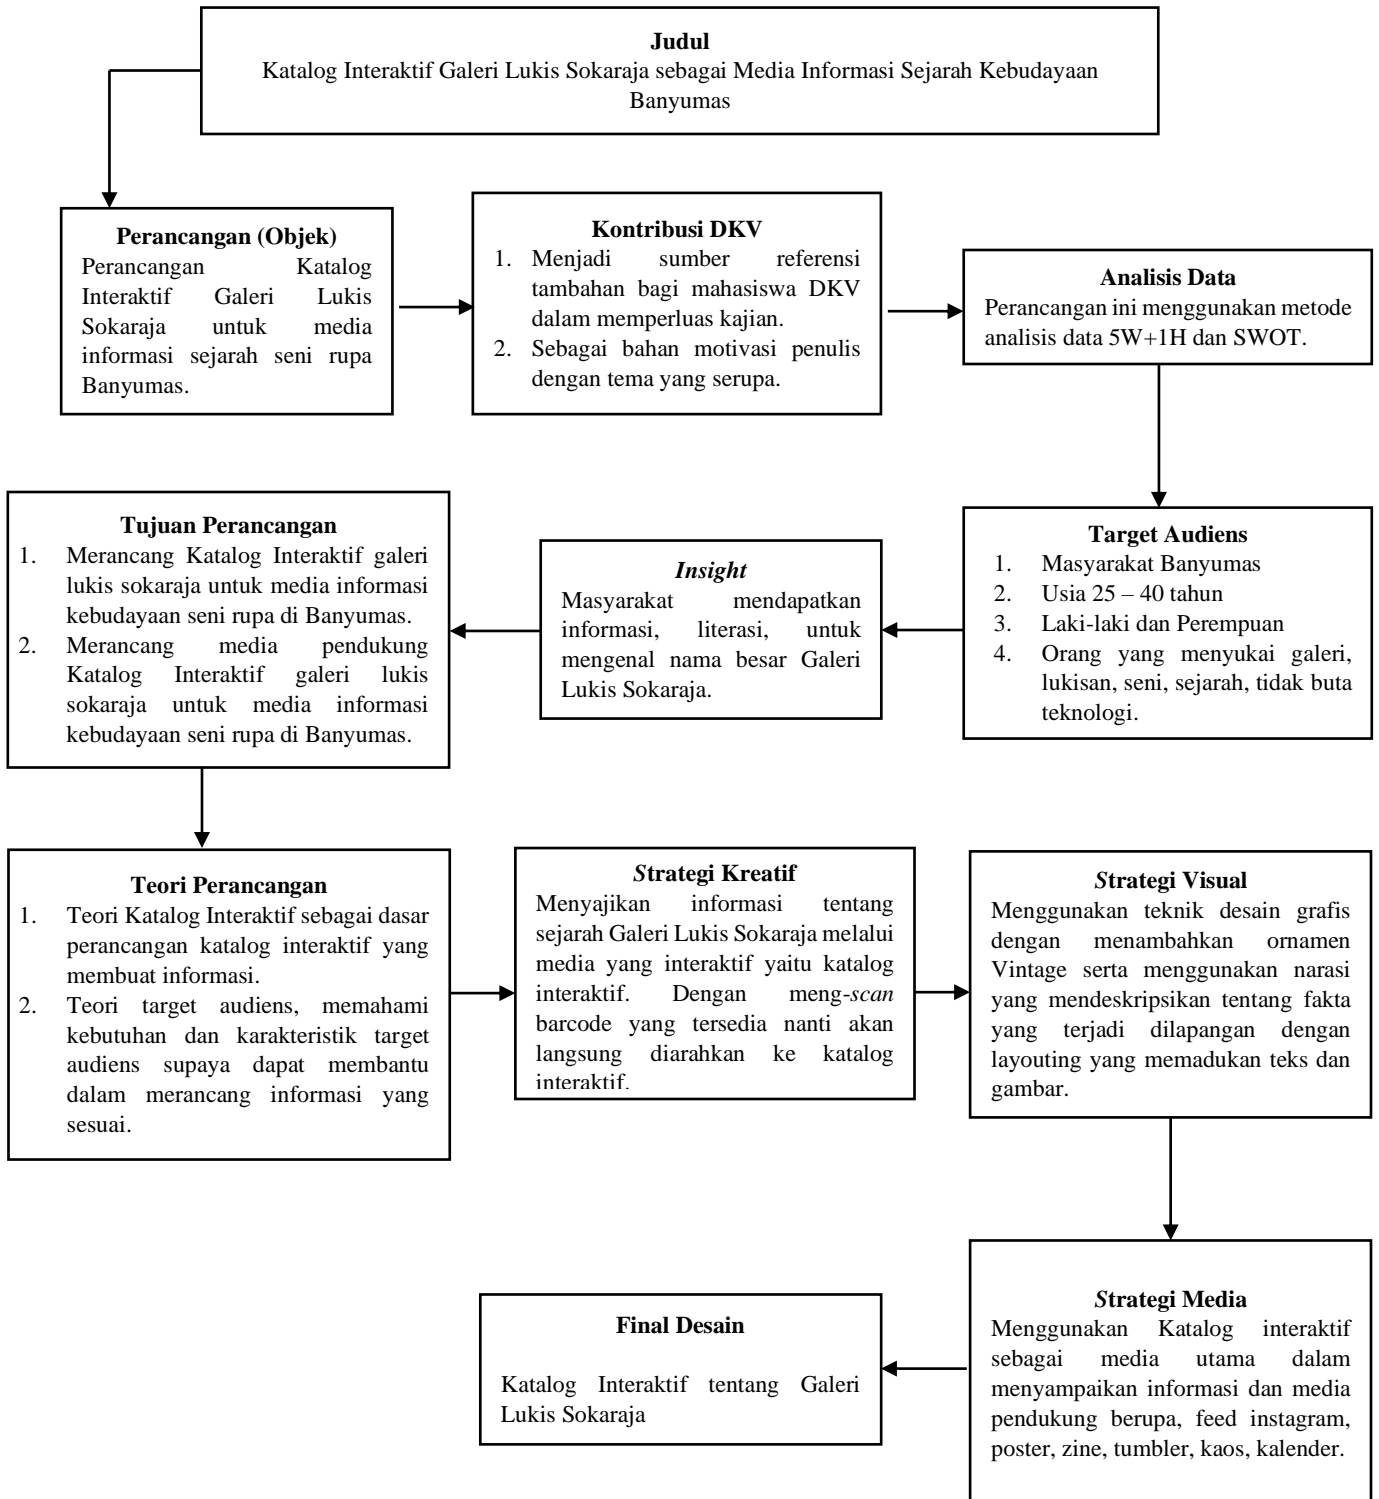 Judul
Katalog Interaktif Galeri Lukis Sokaraja sebagai Media Informasi Sejarah Kebudayaan
Banyumas
Perancangan (Objek)
Perancangan Katalog
Interaktif Galeri Lukis
Sokaraja untuk media
informasi sejarah seni rupa
Banyumas.
Kontribusi DKV
1. Menjadi sumber referensi
tambahan bagi mahasiswa DKV
dalam memperluas kajian.
2. Sebagai bahan motivasi penulis
dengan tema yang serupa.
Analisis Data
Perancangan ini menggunakan metode
analisis data 5W+1H dan SWOT.
Target Audiens
1. Masyarakat Banyumas
2. Usia 25 – 40 tahun
3. Laki-laki dan Perempuan
4. Orang yang menyukai galeri,
lukisan, seni, sejarah, tidak buta
teknologi.
Insight
Masyarakat mendapatkan
informasi, literasi, untuk
mengenal nama besar Galeri
Lukis Sokaraja.
Tujuan Perancangan
1. Merancang Katalog Interaktif galeri
lukis sokaraja untuk media informasi
kebudayaan seni rupa di Banyumas.
2. Merancang media pendukung
Katalog Interaktif galeri lukis
sokaraja untuk media informasi
kebudayaan seni rupa di Banyumas.
Teori Perancangan
1. Teori Katalog Interaktif sebagai dasar
perancangan katalog interaktif yang
membuat informasi.
2. Teori target audiens, memahami
kebutuhan dan karakteristik target
audiens supaya dapat membantu
dalam merancang informasi yang
sesuai.
Strategi Kreatif
Menyajikan informasi tentang
sejarah Galeri Lukis Sokaraja melalui
media yang interaktif yaitu katalog
interaktif. Dengan meng-scan
barcode yang tersedia nanti akan
langsung diarahkan ke katalog
interaktif.
Strategi Visual
Menggunakan teknik desain grafis
dengan menambahkan ornamen
Vintage serta menggunakan narasi
yang mendeskripsikan tentang fakta
yang terjadi dilapangan dengan
layouting yang memadukan teks dan
gambar.
Strategi Media
Menggunakan Katalog interaktif
sebagai media utama dalam
menyampaikan informasi dan media
pendukung berupa, feed instagram,
poster, zine, tumbler, kaos, kalender.
Final Desain
Katalog Interaktif tentang Galeri
Lukis Sokaraja